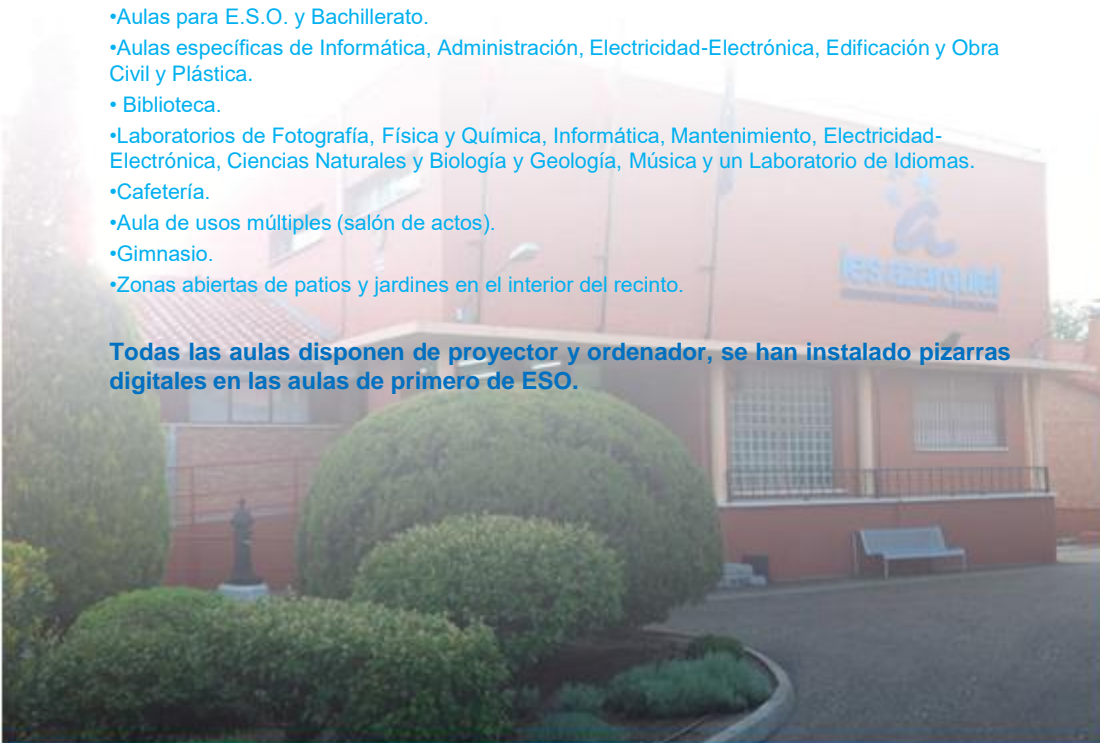 •Aulas para E.S.O. y Bachillerato.
•Aulas específicas de Informática, Administración, Electricidad-Electrónica, Edificación y Obra
Civil y Plástica.
• Biblioteca.
•Laboratorios de Fotografía, Física y Química, Informática, Mantenimiento, Electricidad-
Electrónica, Ciencias Naturales y Biología y Geología, Música y un Laboratorio de Idiomas.
•Cafetería.
•Aula de usos múltiples (salón de actos).
•Gimnasio.
•Zonas abiertas de patios y jardines en el interior del recinto.
ies azarquiel
Todas las aulas disponen de proyector y ordenador, se han instalado pizarras
digitales en las aulas de primero de ESO.